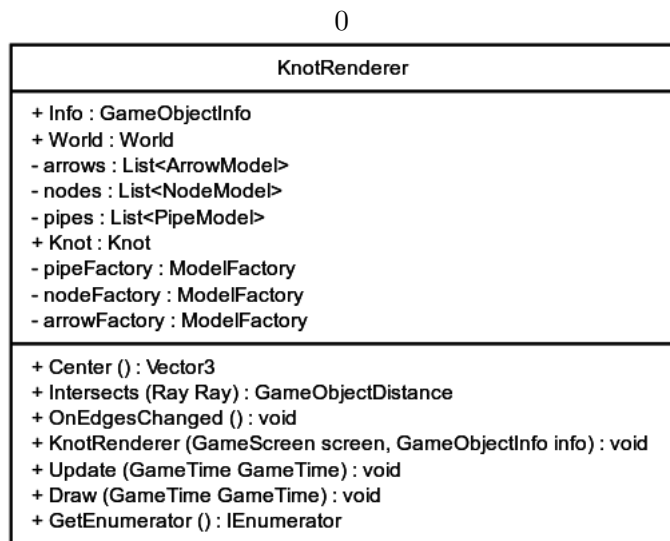 0
KnotRenderer
+ Info : GameObjectInfo
+ World : World
- arrows : List<ArrowModel>
- nodes : List<NodeModel>
- pipes : List<PipeModel>
+ Knot : Knot
- pipeFactory : ModelFactory
- nodeFactory : ModelFactory
- arrowFactory : ModelFactory
+ Center () : Vector3
+ Intersects (Ray Ray) : GameObjectDistance
+ OnEdgesChanged () : void
+ KnotRenderer (GameScreen screen, GameObjectInfo info) : void
+ Update (GameTime GameTime) : void
+ Draw (GameTime GameTime) : void
+ GetEnumerator () : IEnumerator